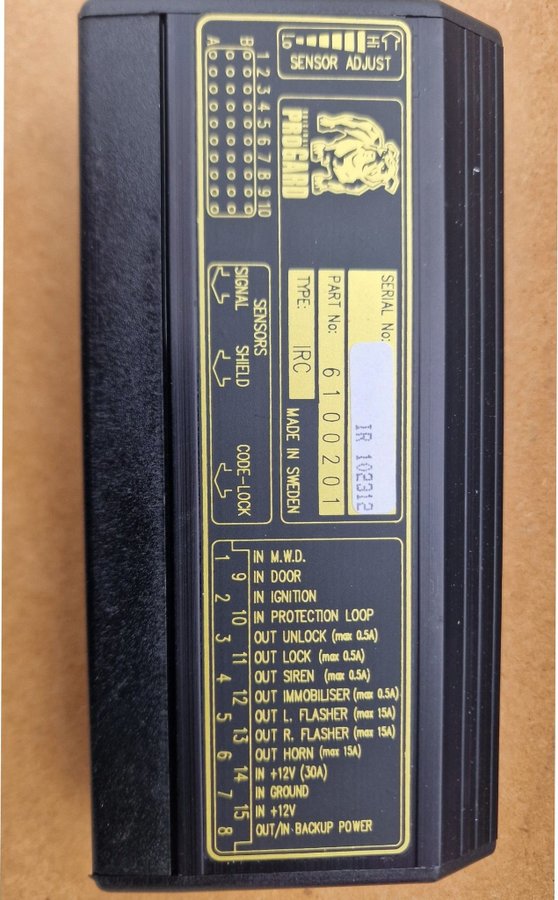 Lo Hi
SENSOR ADJUST
B
A
1 2 3 4 5 6 7 8 9 10
ORIGINAL
PROGARD
SERIAL No: IR 102312
PART No: 6100201
TYPE: IRC
MADE IN SWEDEN
SENSORS
SIGNAL SHIELD CODE-LOCK
1 IN M.W.D.
9 IN DOOR
2 IN IGNITION
10 IN PROTECTION LOOP
3 OUT UNLOCK (max 0.5A)
11 OUT LOCK (max 0.5A)
4 OUT SIREN (max 0.5A)
12 OUT IMMOBILISER (max 0.5A)
5 OUT L. FLASHER (max 15A)
13 OUT R. FLASHER (max 15A)
6 OUT HORN (max 15A)
14 IN +12V (30A)
7 IN GROUND
15 IN +12V
8 OUT/IN BACKUP POWER